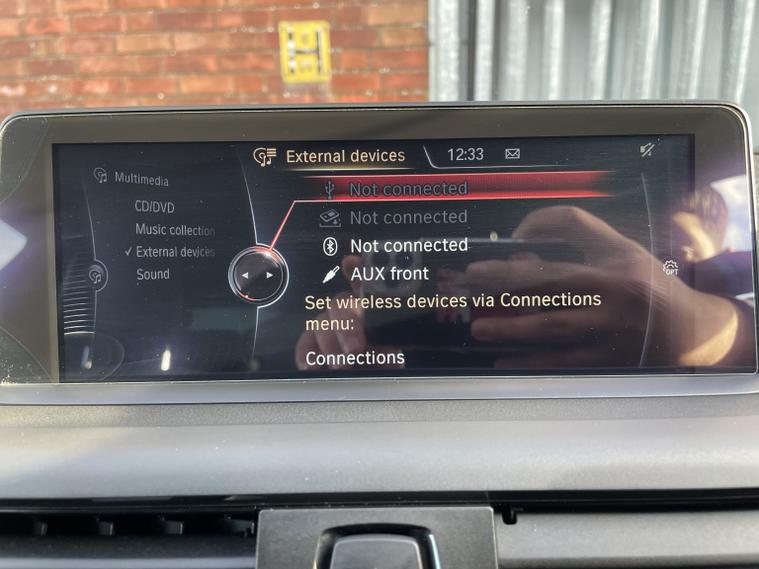 H
External devices
12:33
Multimedia
CD/DVD
Music collection
External devices
Sound
Not connected
Not connected
Not connected
AUX front
Set wireless devices via Connections
menu:
Connections
OPT